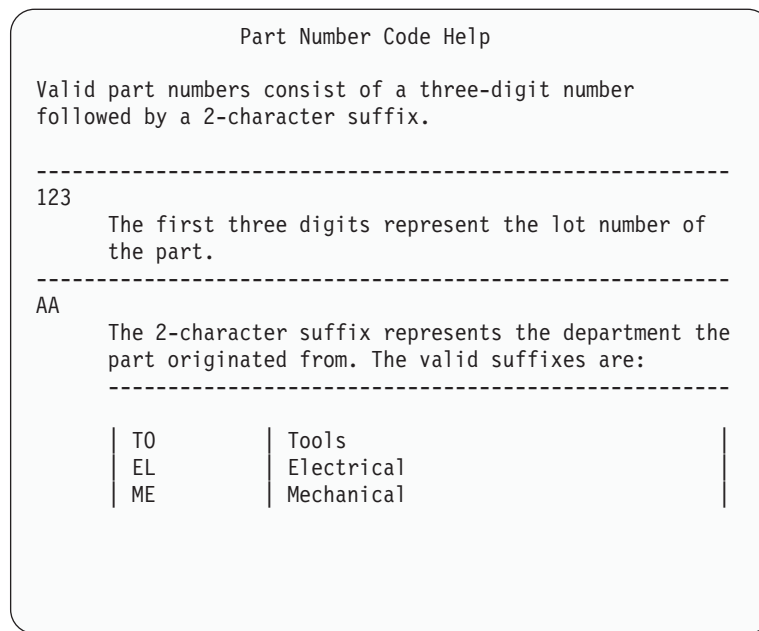 Part Number Code Help
Valid part numbers consist of a three-digit number
followed by a 2-character suffix.
----------------------------------------------------------
123
The first three digits represent the lot number of
the part.
----------------------------------------------------------
AA
The 2-character suffix represents the department the
part originated from. The valid suffixes are:
----------------------------------------------------
| TO | Tools |
| EL | Electrical |
| ME | Mechanical |